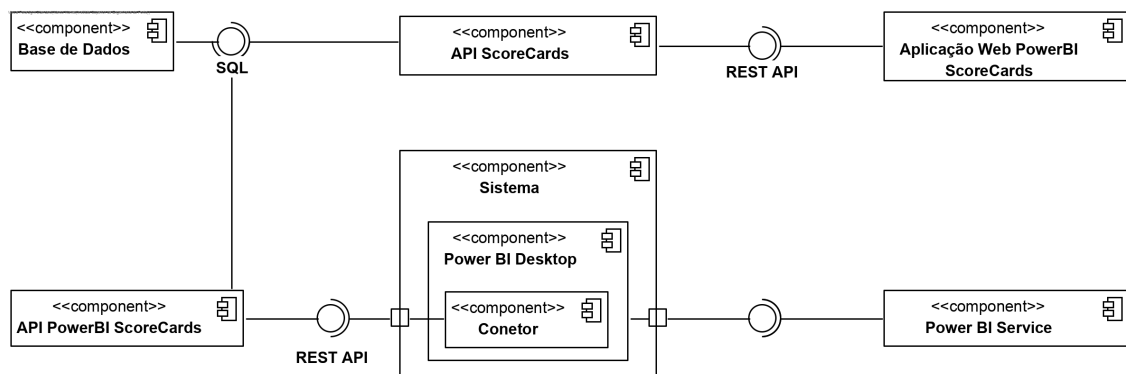 <<component>>
Base de Dados
SQL
<<component>>
API ScoreCards
REST API
<<component>>
Aplicação Web PowerBI
ScoreCards
<<component>>
Sistema
<<component>>
Power BI Desktop
<<component>>
Conetor
<<component>>
API PowerBI ScoreCards
REST API
<<component>>
Power BI Service